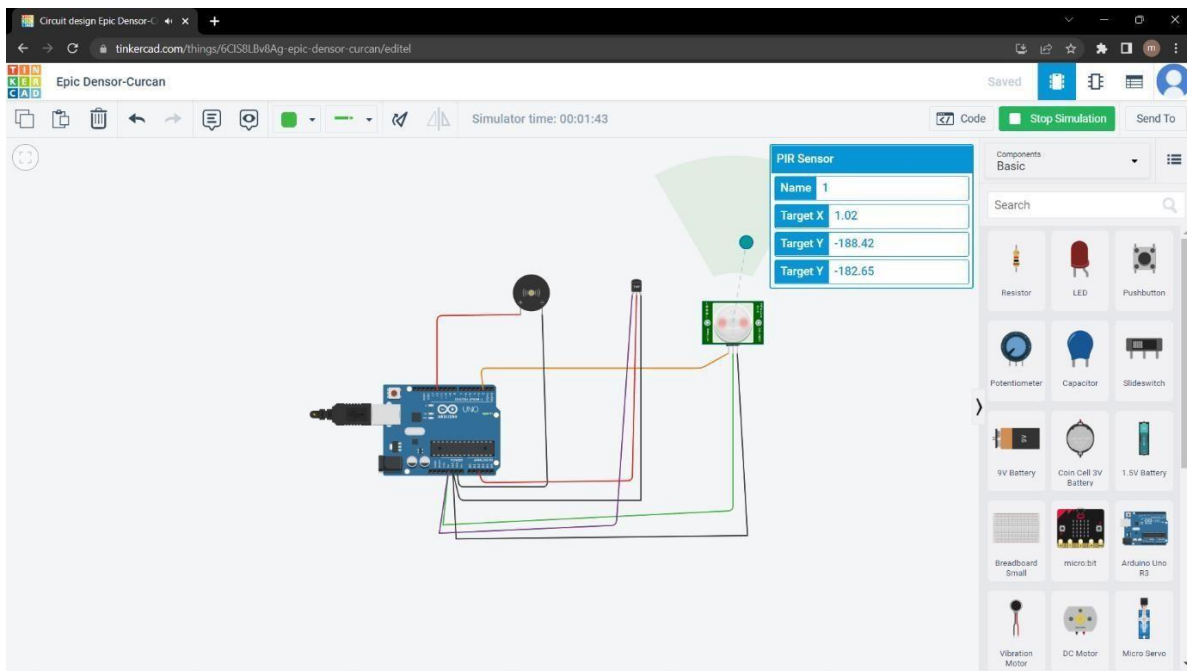 Circuit design Epic Densor-C
tinkercad.com/things/6CIS8LBv8Ag-epic-densor-curcan/editel
m
TIN
KER
CAD
Epic Densor-Curcan
Saved
Simulator time: 00:01:43
Code
Stop Simulation
Send To
PIR Sensor
Name 1
Target X 1.02
Target Y -188.42
Target Y -182.65
Components
Basic
Search
Resistor
LED
Pushbutton
Potentiometer
Capacitor
Slideswitch
9V
9V Battery
Coin Cell 3V
Battery
1.5V Battery
Breadboard
Small
micro:bit
Arduino Uno
R3
Vibration
Motor
DC Motor
Micro Servo
UNO
ARDUINO